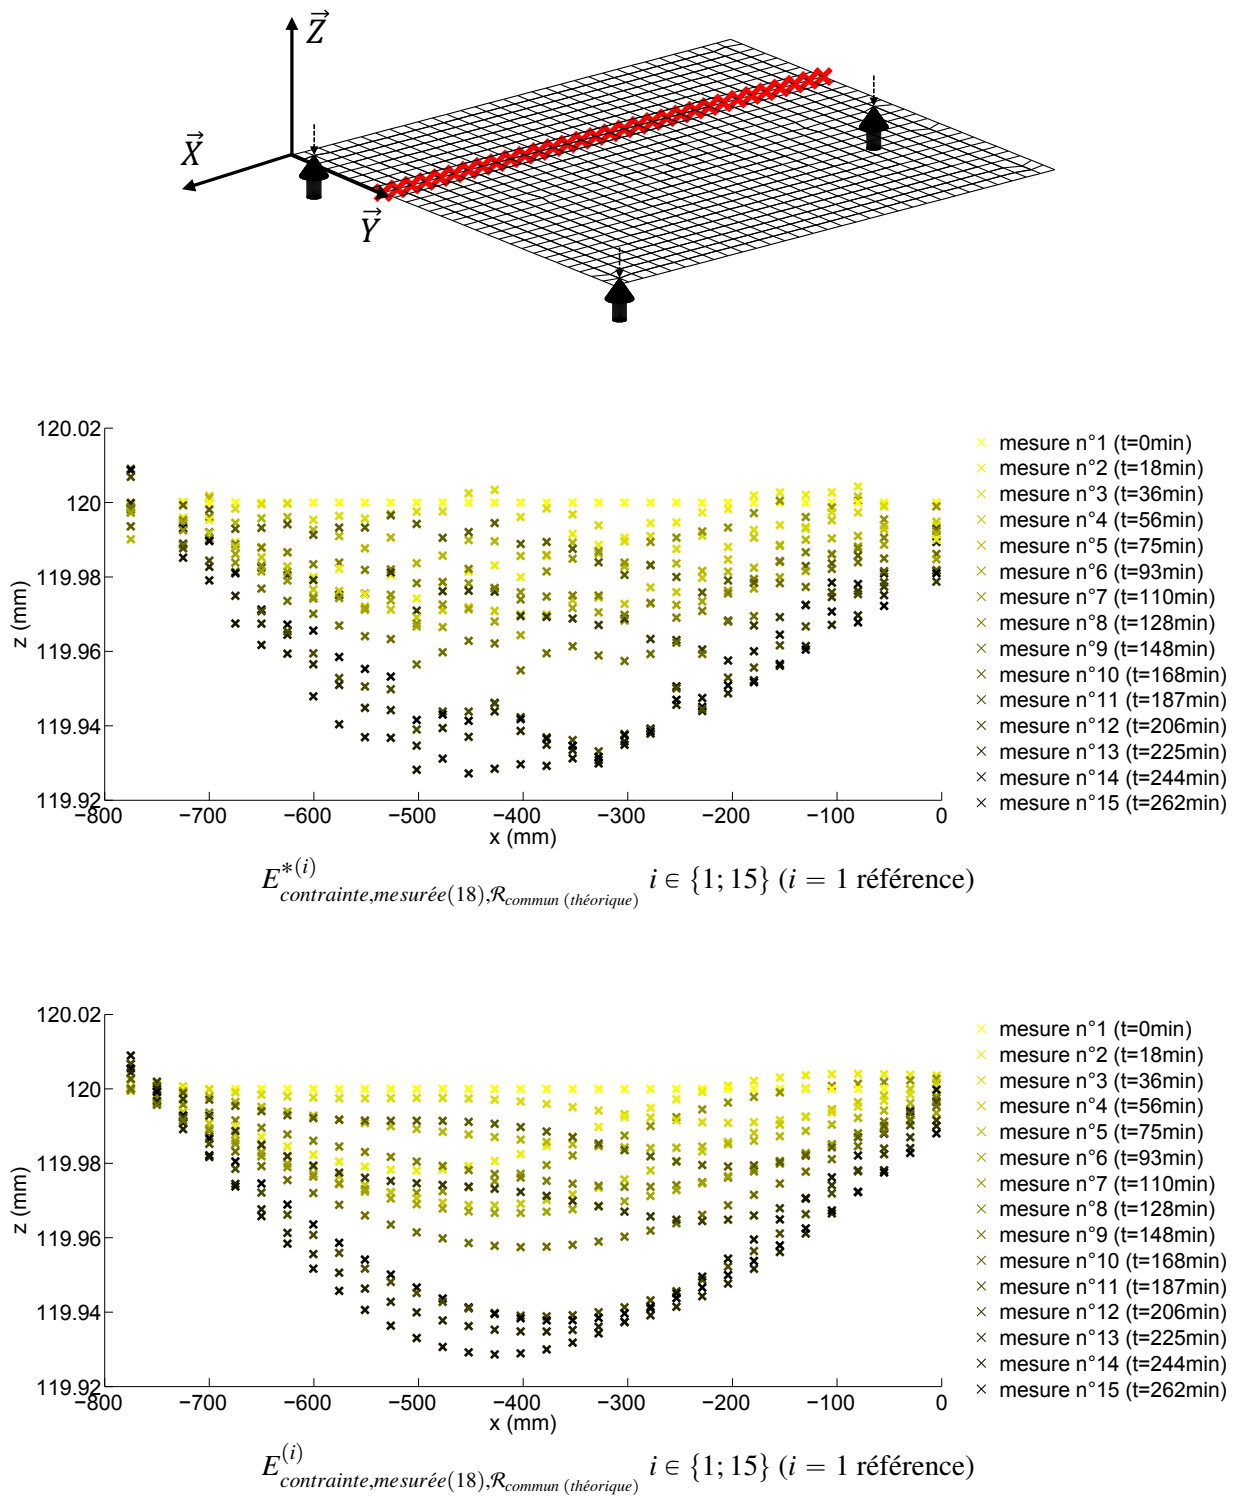 Z
X
Y
120.02
120
119.98
119.96
119.94
119.92
z (mm)
−800 −700 −600 −500 −400 −300 −200 −100 0
x (mm)
mesure n°1 (t=0min)
mesure n°2 (t=18min)
mesure n°3 (t=36min)
mesure n°4 (t=56min)
mesure n°5 (t=75min)
mesure n°6 (t=93min)
mesure n°7 (t=110min)
mesure n°8 (t=128min)
mesure n°9 (t=148min)
mesure n°10 (t=168min)
mesure n°11 (t=187min)
mesure n°12 (t=206min)
mesure n°13 (t=225min)
mesure n°14 (t=244min)
mesure n°15 (t=262min)
E*(i) contrainte,mesurée(18),R commun (théorique) i ∈ {1; 15} (i = 1 référence)
120.02
120
119.98
119.96
119.94
119.92
z (mm)
−800 −700 −600 −500 −400 −300 −200 −100 0
x (mm)
mesure n°1 (t=0min)
mesure n°2 (t=18min)
mesure n°3 (t=36min)
mesure n°4 (t=56min)
mesure n°5 (t=75min)
mesure n°6 (t=93min)
mesure n°7 (t=110min)
mesure n°8 (t=128min)
mesure n°9 (t=148min)
mesure n°10 (t=168min)
mesure n°11 (t=187min)
mesure n°12 (t=206min)
mesure n°13 (t=225min)
mesure n°14 (t=244min)
mesure n°15 (t=262min)
E(i) contrainte,mesurée(18),R commun (théorique) i ∈ {1; 15} (i = 1 référence)